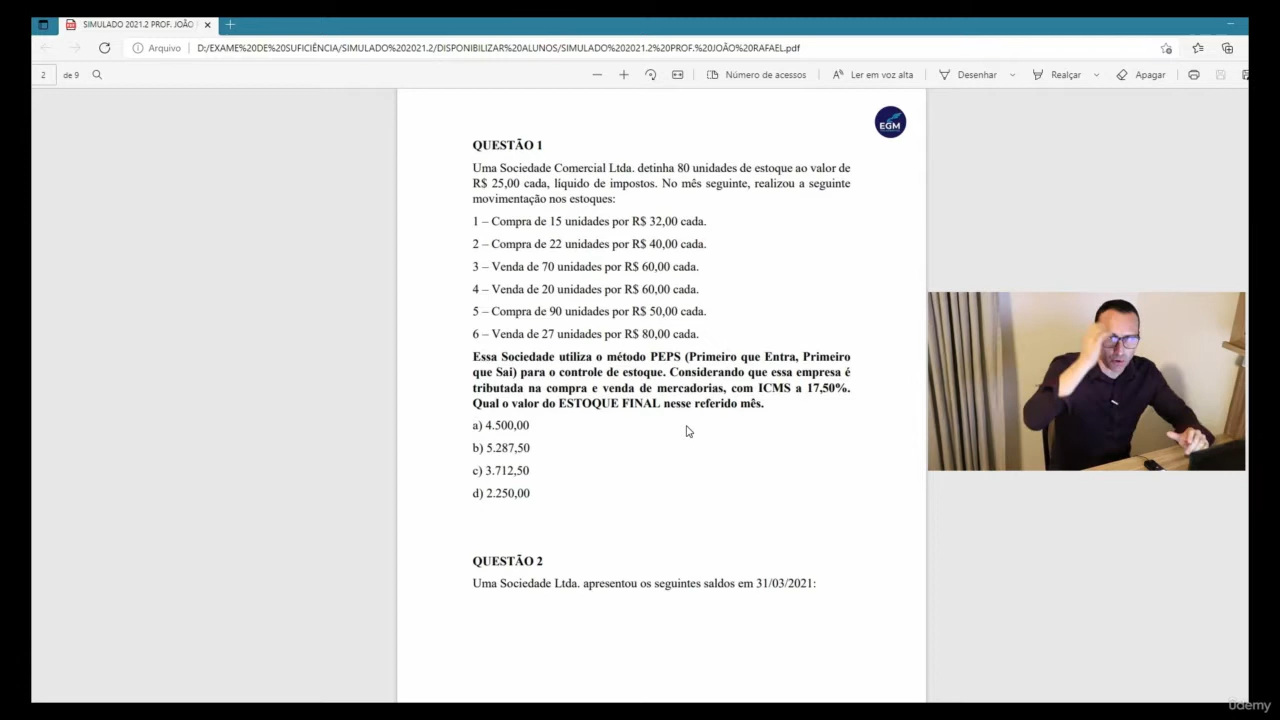 SIMULADO 2021.2 PROF. JOÃO
Arquivo D:/EXAME%20DE%20SUFICIÊNCIA/SIMULADO%202021.2/DISPONIBILIZAR%20ALUNOS/SIMULADO%202021.2%20PROF.%20JOÃO%20RAFAEL.pdf
2 de 9 Número de acessos Ler em voz alta Desenhar Realçar Apagar
EGM
QUESTÃO 1
Uma Sociedade Comercial Ltda. detinha 80 unidades de estoque ao valor de
R$ 25,00 cada, líquido de impostos. No mês seguinte, realizou a seguinte
movimentação nos estoques:
1 – Compra de 15 unidades por R$ 32,00 cada.
2 – Compra de 22 unidades por R$ 40,00 cada.
3 – Venda de 70 unidades por R$ 60,00 cada.
4 – Venda de 20 unidades por R$ 60,00 cada.
5 – Compra de 90 unidades por R$ 50,00 cada.
6 – Venda de 27 unidades por R$ 80,00 cada.
Essa Sociedade utiliza o método PEPS (Primeiro que Entra, Primeiro
que Sai) para o controle de estoque. Considerando que essa empresa é
tributada na compra e venda de mercadorias, com ICMS a 17,50%.
Qual o valor do ESTOQUE FINAL nesse referido mês.
a) 4.500,00
b) 5.287,50
c) 3.712,50
d) 2.250,00
QUESTÃO 2
Uma Sociedade Ltda. apresentou os seguintes saldos em 31/03/2021:
ûdemy